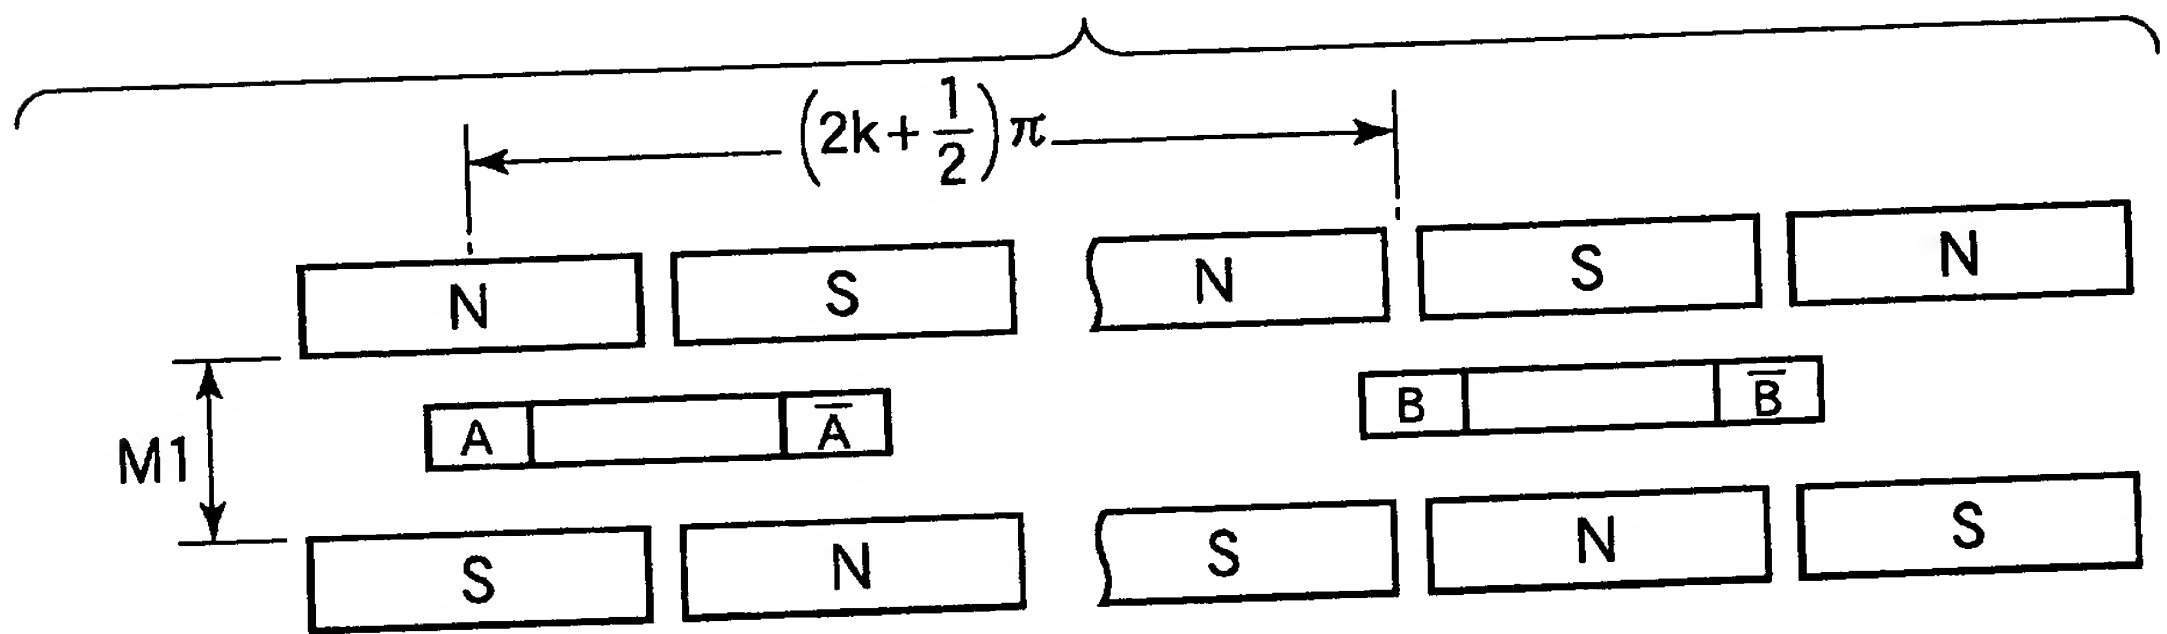 (2k+1/2)π
N S N S N
A A̅ B B̅
M1
S N S N S